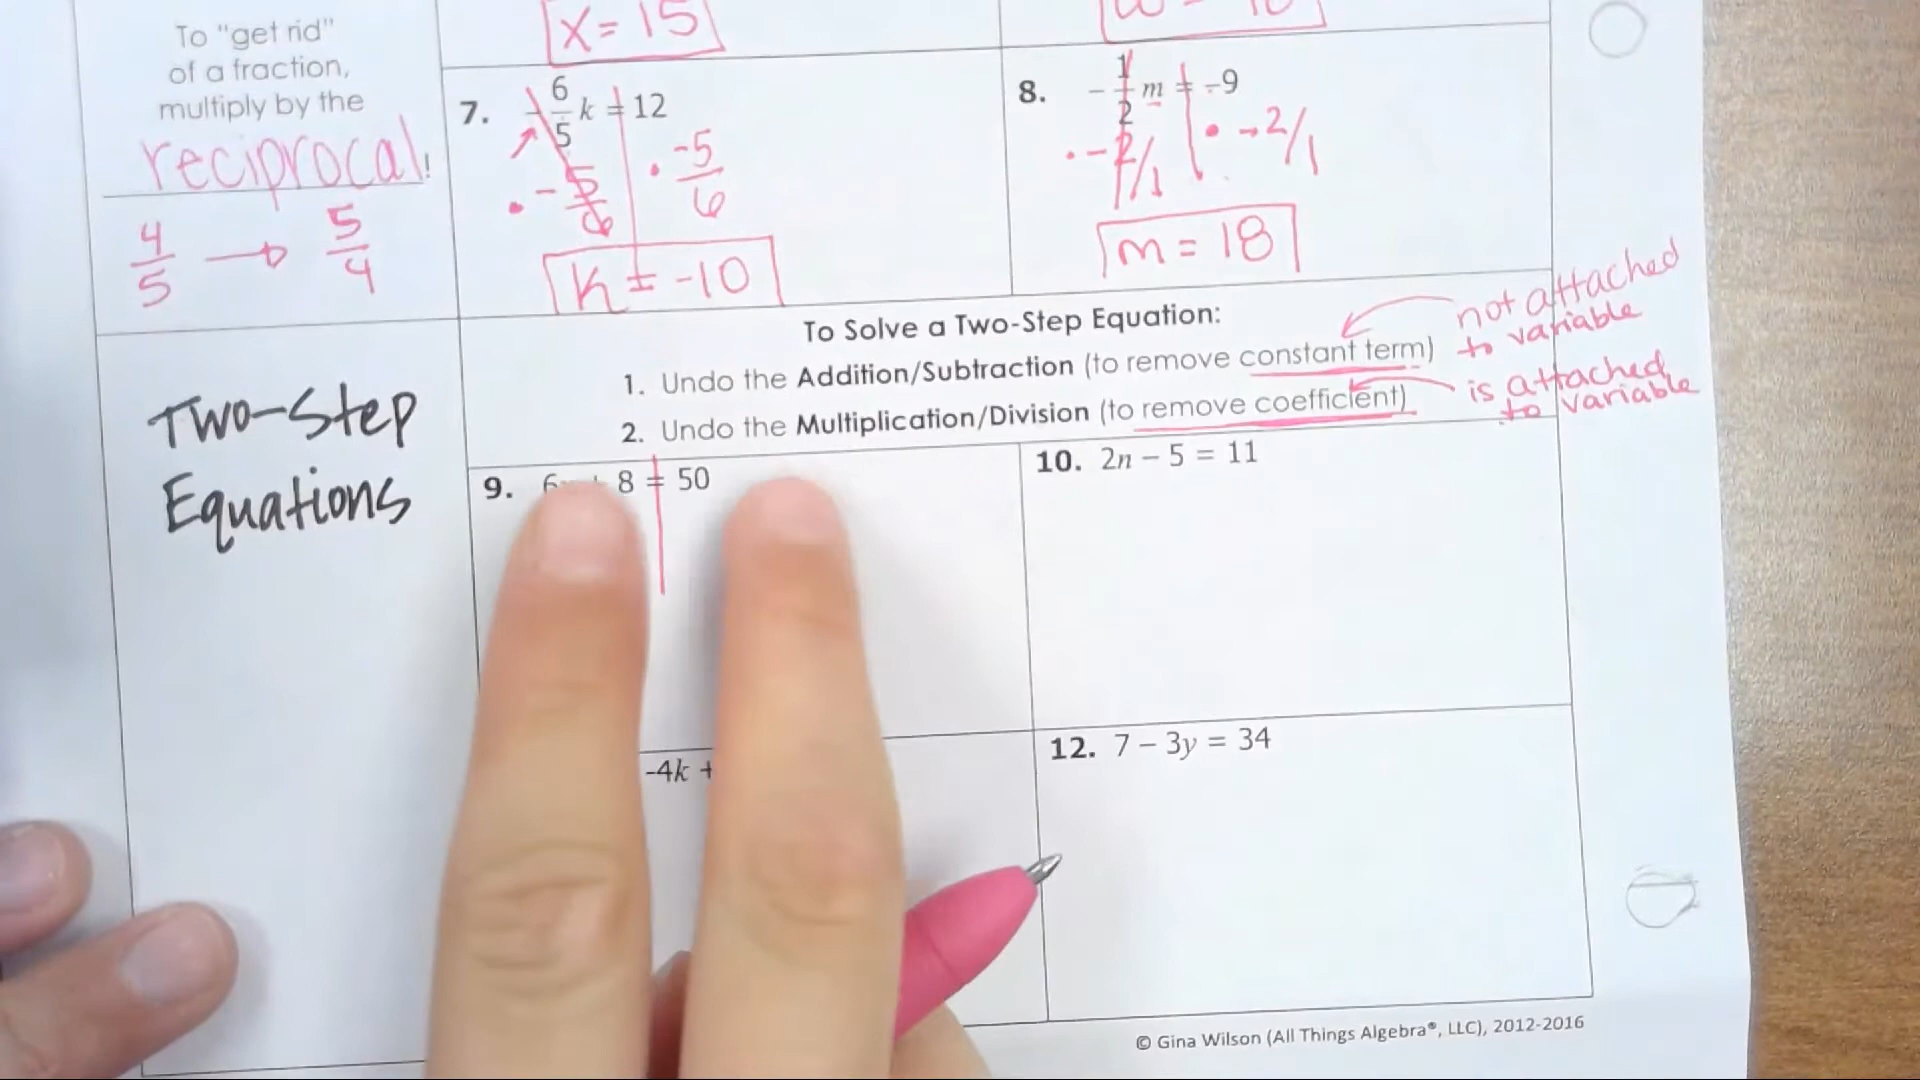 x = 15
To "get rid"
of a fraction,
multiply by the
reciprocal!
4/5 → 5/4
7. -6/5 k = 12
· -5/6 · -5/6
k = -10
8. -1/2 m = -9
· -2/1 · -2/1
m = 18
Two-Step
Equations
To Solve a Two-Step Equation:
1. Undo the Addition/Subtraction (to remove constant term)
not attached
to variable
2. Undo the Multiplication/Division (to remove coefficient)
is attached
to variable
9. 6 + 8 = 50
10. 2n - 5 = 11
-4k +
12. 7 - 3y = 34
© Gina Wilson (All Things Algebra®, LLC), 2012-2016